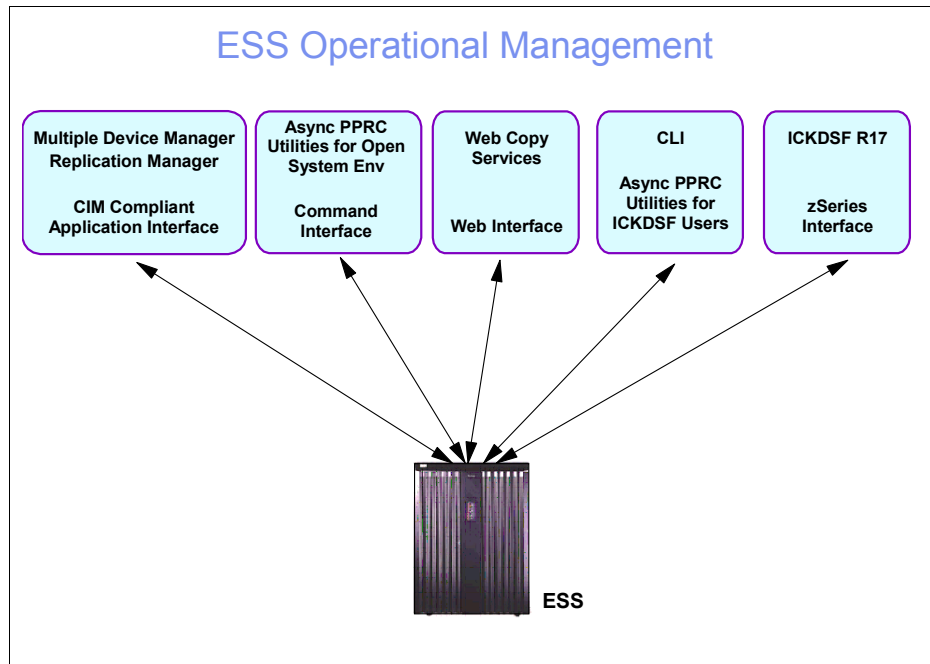 ESS Operational Management
Multiple Device Manager
Replication Manager
CIM Compliant
Application Interface
Async PPRC
Utilities for Open
System Env
Command
Interface
Web Copy
Services
Web Interface
CLI
Async PPRC
Utilities for
ICKDSF Users
ICKDSF R17
zSeries
Interface
ESS